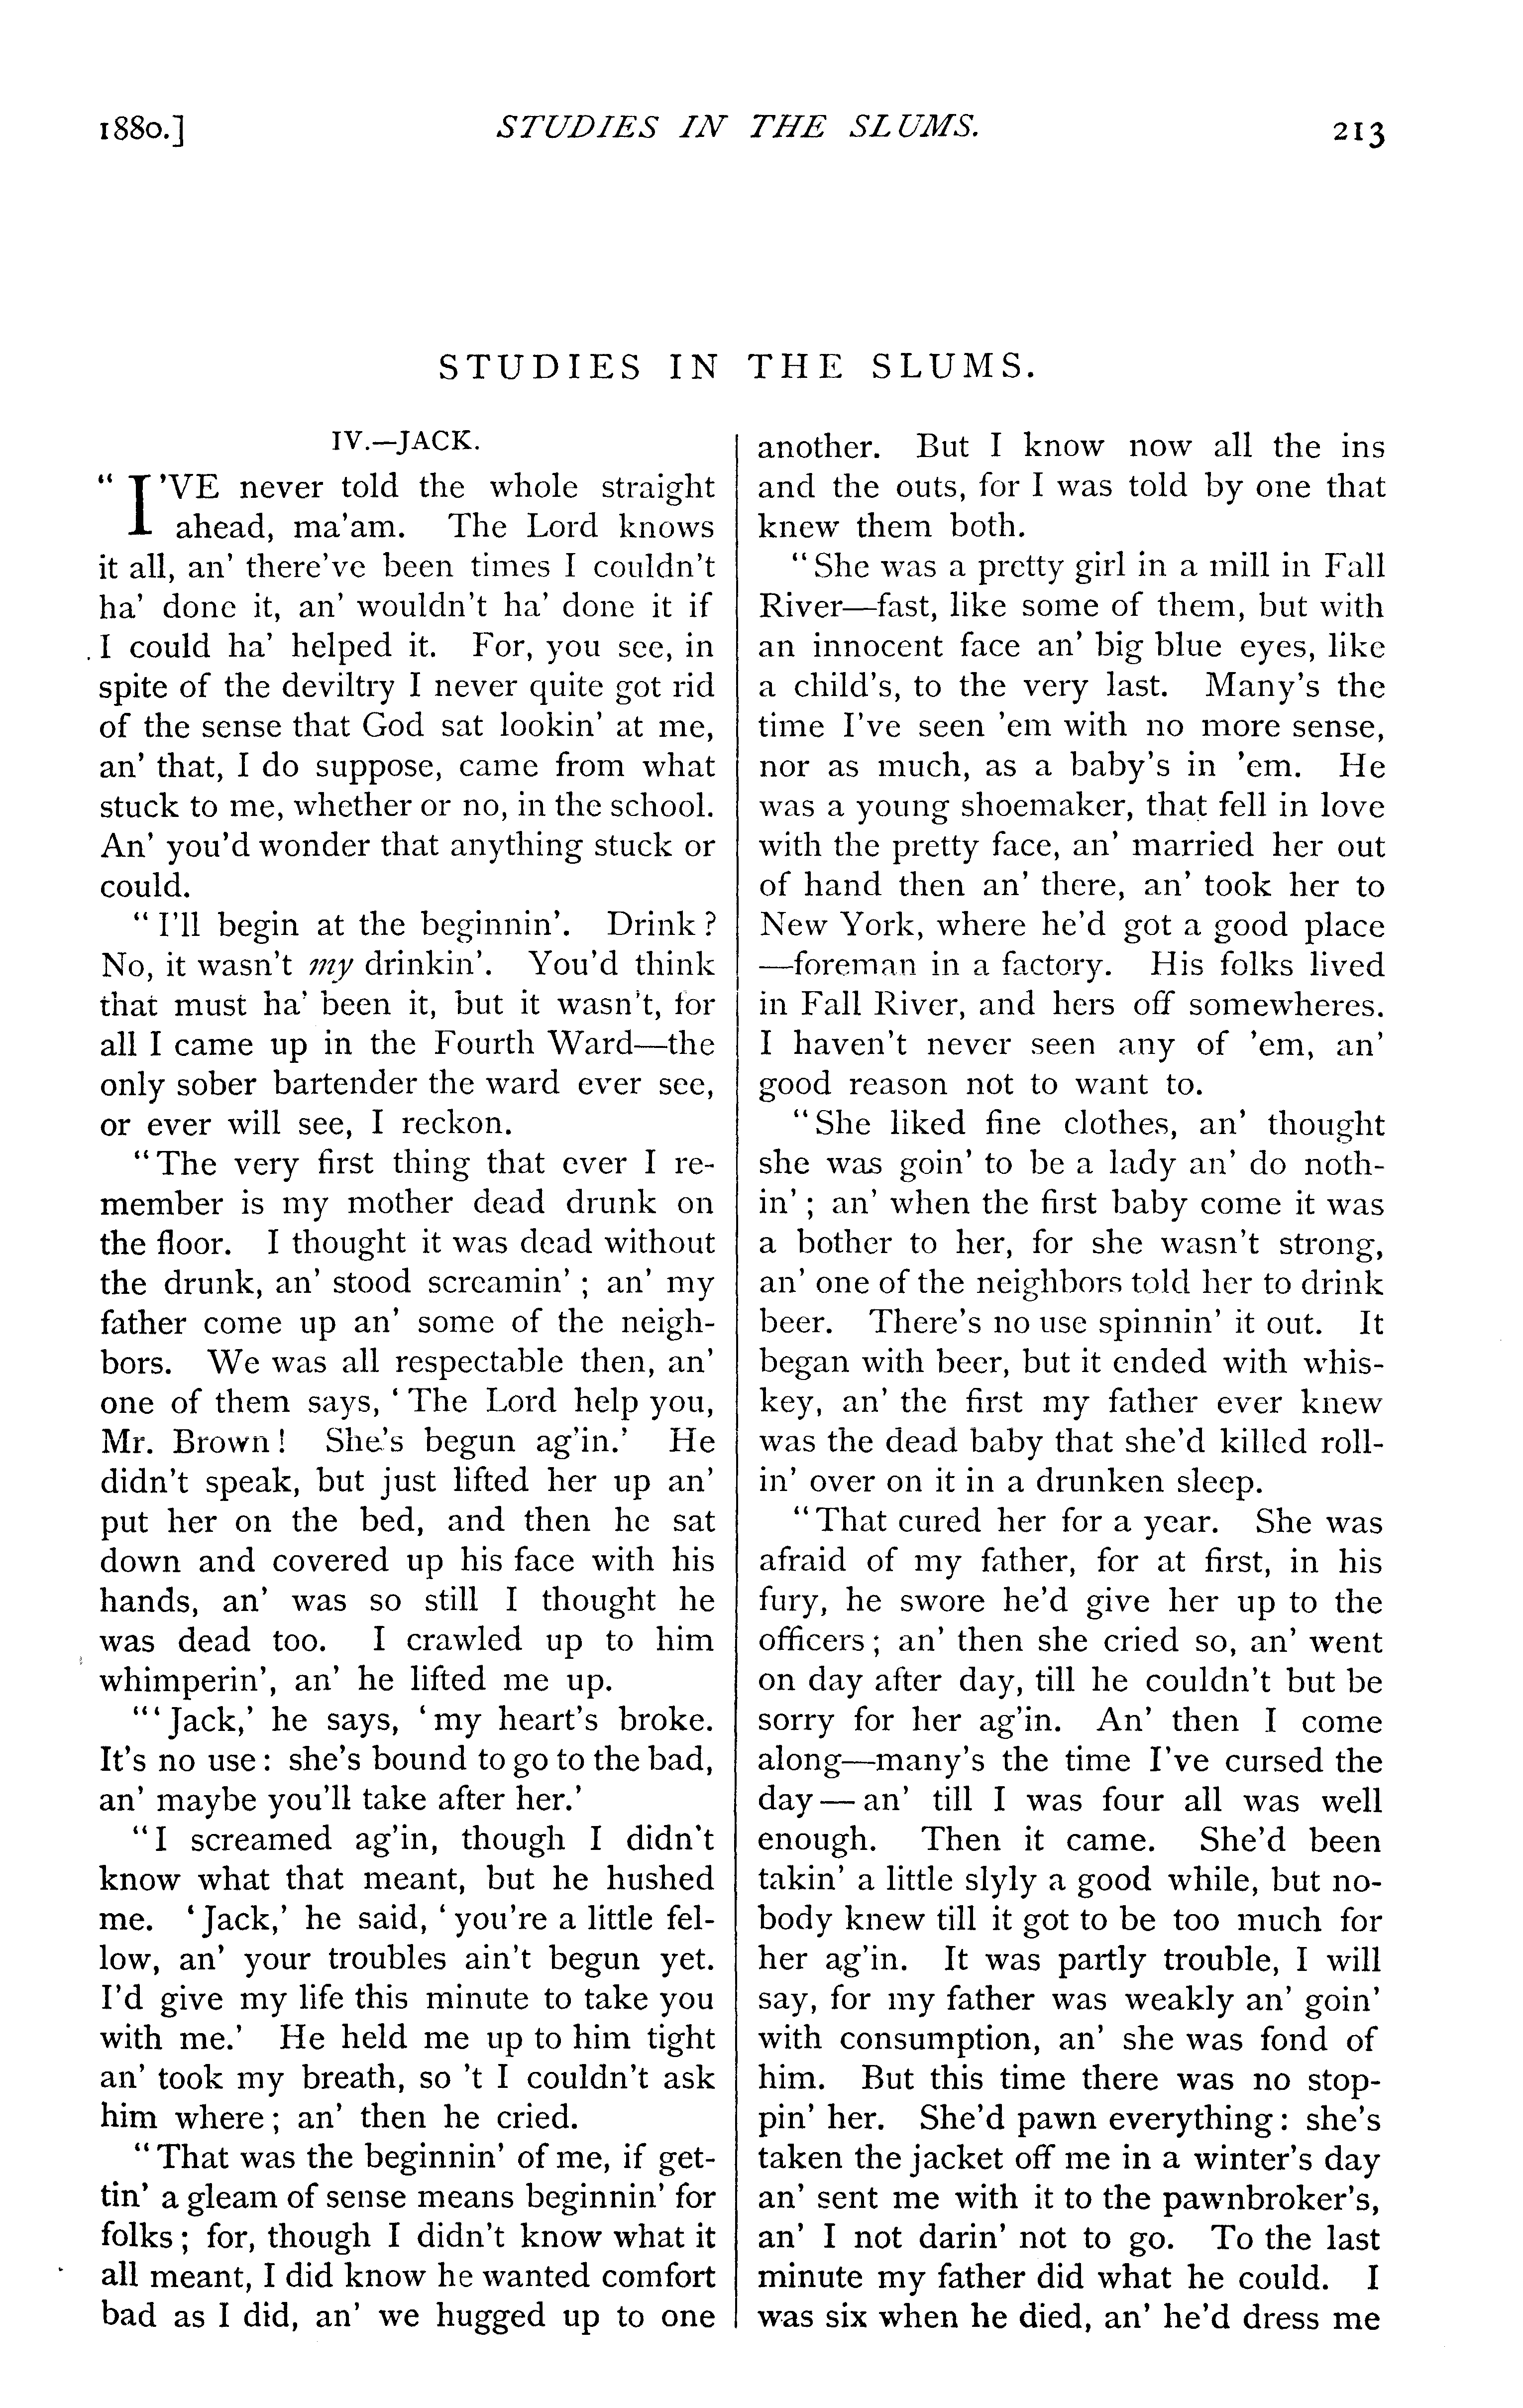 1880.] STUDIES IN THE SLUMS. 213
STUDIES IN THE SLUMS.
IV.—JACK.
“I’VE never told the whole straight
ahead, ma’am. The Lord knows
it all, an’ there’ve been times I couldn’t
ha’ done it, an’ wouldn’t ha’ done it if
I could ha’ helped it. For, you see, in
spite of the deviltry I never quite got rid
of the sense that God sat lookin’ at me,
an’ that, I do suppose, came from what
stuck to me, whether or no, in the school.
An’ you’d wonder that anything stuck or
could.
“I’ll begin at the beginnin’. Drink?
No, it wasn’t my drinkin’. You’d think
that must ha’ been it, but it wasn’t, for
all I came up in the Fourth Ward—the
only sober bartender the ward ever see,
or ever will see, I reckon.
“The very first thing that ever I re-
member is my mother dead drunk on
the floor. I thought it was dead without
the drunk, an’ stood screamin’; an’ my
father come up an’ some of the neigh-
bors. We was all respectable then, an’
one of them says, ‘The Lord help you,
Mr. Brown! She’s begun ag’in.’ He
didn’t speak, but just lifted her up an’
put her on the bed, and then he sat
down and covered up his face with his
hands, an’ was so still I thought he
was dead too. I crawled up to him
whimperin’, an’ he lifted me up.
“‘Jack,’ he says, ‘my heart’s broke.
It’s no use: she’s bound to go to the bad,
an’ maybe you’ll take after her.’
“I screamed ag’in, though I didn’t
know what that meant, but he hushed
me. ‘Jack,’ he said, ‘you’re a little fel-
low, an’ your troubles ain’t begun yet.
I’d give my life this minute to take you
with me.’ He held me up to him tight
an’ took my breath, so ’t I couldn’t ask
him where; an’ then he cried.
“That was the beginnin’ of me, if get-
tin’ a gleam of sense means beginnin’ for
folks; for, though I didn’t know what it
all meant, I did know he wanted comfort
bad as I did, an’ we hugged up to one
another. But I know now all the ins
and the outs, for I was told by one that
knew them both.
“She was a pretty girl in a mill in Fall
River—fast, like some of them, but with
an innocent face an’ big blue eyes, like
a child’s, to the very last. Many’s the
time I’ve seen ’em with no more sense,
nor as much, as a baby’s in ’em. He
was a young shoemaker, that fell in love
with the pretty face, an’ married her out
of hand then an’ there, an’ took her to
New York, where he’d got a good place
—foreman in a factory. His folks lived
in Fall River, and hers off somewheres.
I haven’t never seen any of ’em, an’
good reason not to want to.
“She liked fine clothes, an’ thought
she was goin’ to be a lady an’ do noth-
in’; an’ when the first baby come it was
a bother to her, for she wasn’t strong,
an’ one of the neighbors told her to drink
beer. There’s no use spinnin’ it out. It
began with beer, but it ended with whis-
key, an’ the first my father ever knew
was the dead baby that she’d killed roll-
in’ over on it in a drunken sleep.
“That cured her for a year. She was
afraid of my father, for at first, in his
fury, he swore he’d give her up to the
officers; an’ then she cried so, an’ went
on day after day, till he couldn’t but be
sorry for her ag’in. An’ then I come
along—many’s the time I’ve cursed the
day—an’ till I was four all was well
enough. Then it came. She’d been
takin’ a little slyly a good while, but no-
body knew till it got to be too much for
her ag’in. It was partly trouble, I will
say, for my father was weakly an’ goin’
with consumption, an’ she was fond of
him. But this time there was no stop-
pin’ her. She’d pawn everything: she’s
taken the jacket off me in a winter’s day
an’ sent me with it to the pawnbroker’s,
an’ I not darin’ not to go. To the last
minute my father did what he could. I
was six when he died, an’ he’d dress me